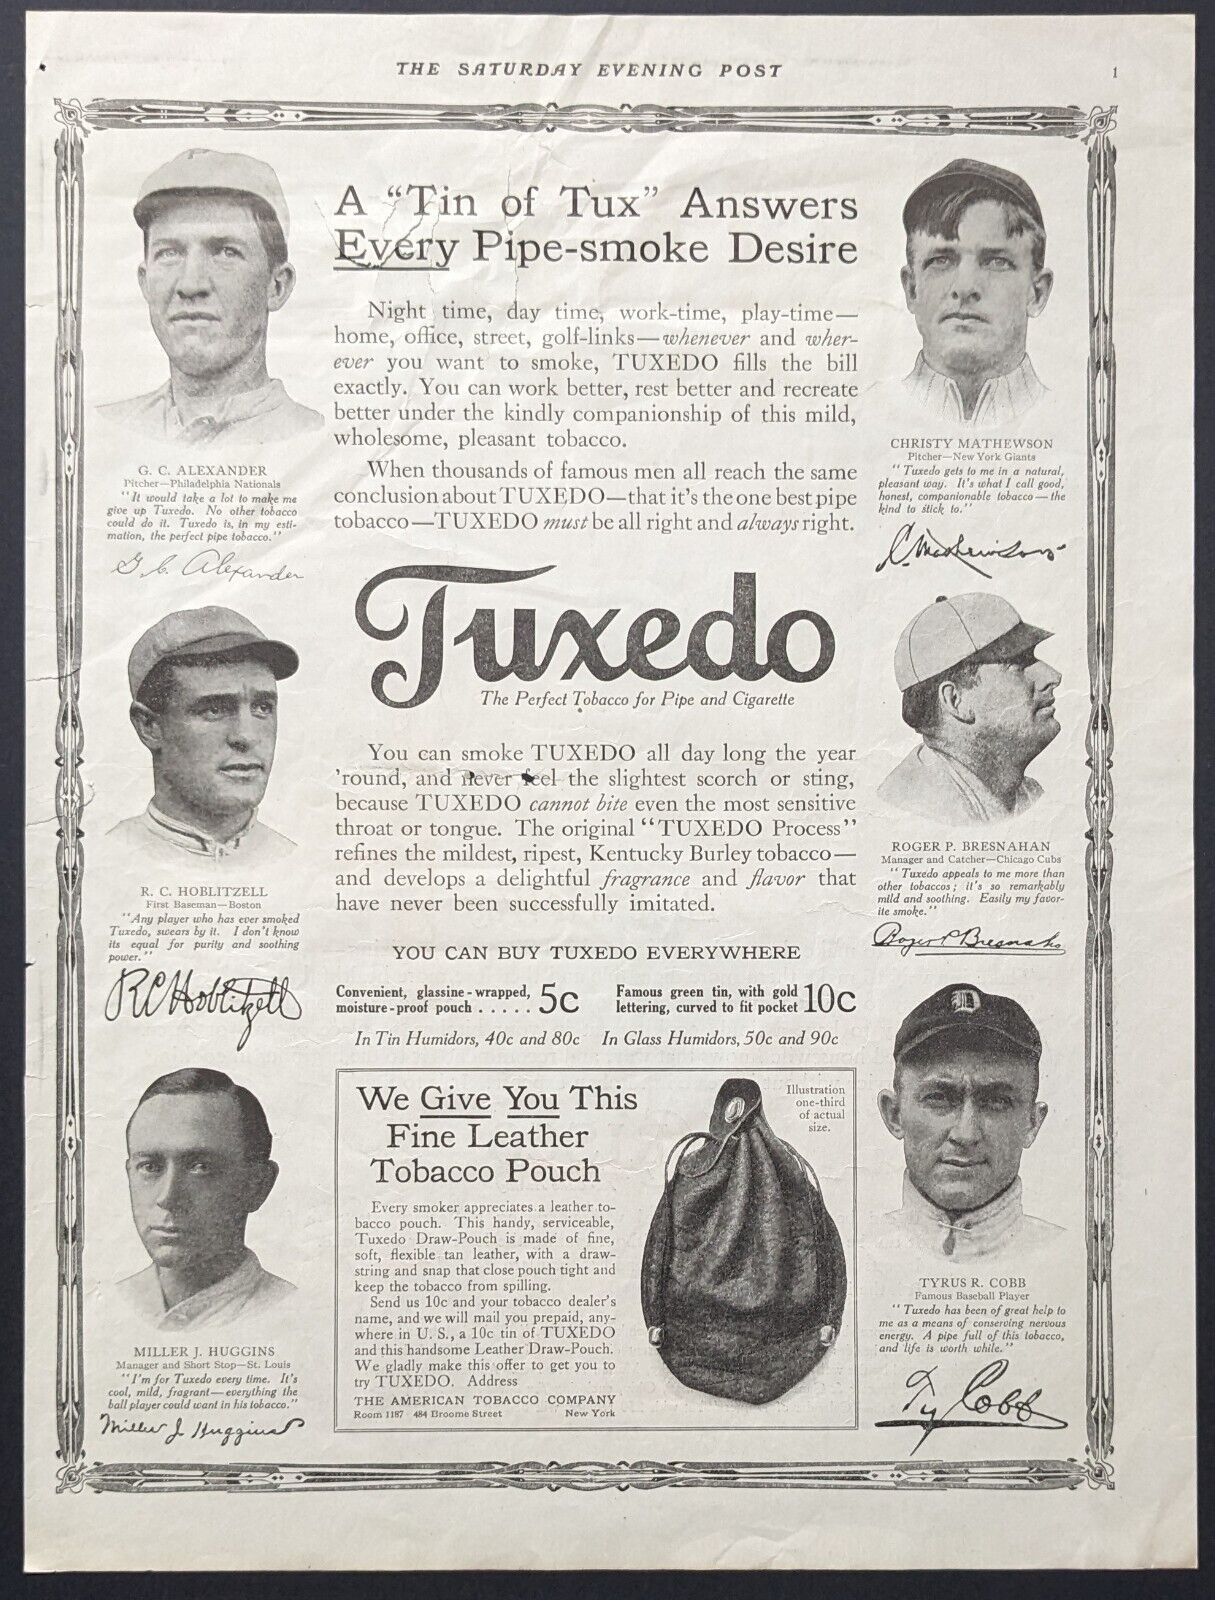 THE SATURDAY EVENING POST
1
A “Tin of Tux” Answers
Every Pipe-smoke Desire
Night time, day time, work-time, play-time—
home, office, street, golf-links—whenever and wher-
ever you want to smoke, TUXEDO fills the bill
exactly. You can work better, rest better and recreate
better under the kindly companionship of this mild,
wholesome, pleasant tobacco.
When thousands of famous men all reach the same
conclusion about TUXEDO—that it's the one best pipe
tobacco—TUXEDO must be all right and always right.
G. C. ALEXANDER
Pitcher—Philadelphia Nationals
"It would take a lot to make me
give up Tuxedo. No other tobacco
could do it. Tuxedo is, in my esti-
mation, the perfect pipe tobacco."
G. C. Alexander
CHRISTY MATHEWSON
Pitcher—New York Giants
"Tuxedo gets to me in a natural,
pleasant way. It's what I call good,
honest, companionable tobacco—the
kind to stick to."
C. Mathewson
Tuxedo
The Perfect Tobacco for Pipe and Cigarette
R. C. HOBLITZELL
First Baseman—Boston
"Any player who has ever smoked
Tuxedo, swears by it. I don't know
its equal for purity and soothing
power."
RC Hoblitzell
ROGER P. BRESNAHAN
Manager and Catcher—Chicago Cubs
"Tuxedo appeals to me more than
other tobaccos; it's so remarkably
mild and soothing. Easily my favor-
ite smoke."
Roger P Bresnahan
You can smoke TUXEDO all day long the year
'round, and never feel the slightest scorch or sting,
because TUXEDO cannot bite even the most sensitive
throat or tongue. The original “TUXEDO Process”
refines the mildest, ripest, Kentucky Burley tobacco—
and develops a delightful fragrance and flavor that
have never been successfully imitated.
YOU CAN BUY TUXEDO EVERYWHERE
Convenient, glassine-wrapped,
moisture-proof pouch . . . . . 5c
Famous green tin, with gold
lettering, curved to fit pocket 10c
In Tin Humidors, 40c and 80c In Glass Humidors, 50c and 90c
MILLER J. HUGGINS
Manager and Short Stop—St. Louis
"I'm for Tuxedo every time. It's
cool, mild, fragrant—everything the
ball player could want in his tobacco."
Miller J Huggins
We Give You This
Fine Leather
Tobacco Pouch
Illustration
one-third
of actual
size.
Every smoker appreciates a leather to-
bacco pouch. This handy, serviceable,
Tuxedo Draw-Pouch is made of fine,
soft, flexible tan leather, with a draw-
string and snap that close pouch tight and
keep the tobacco from spilling.
Send us 10c and your tobacco dealer's
name, and we will mail you prepaid, any-
where in U. S., a 10c tin of TUXEDO
and this handsome Leather Draw-Pouch.
We gladly make this offer to get you to
try TUXEDO. Address
THE AMERICAN TOBACCO COMPANY
Room 1187 484 Broome Street New York
D
TYRUS R. COBB
Famous Baseball Player
"Tuxedo has been of great help to
me as a means of conserving nervous
energy. A pipe full of this tobacco,
and life is worth while."
Ty Cobb